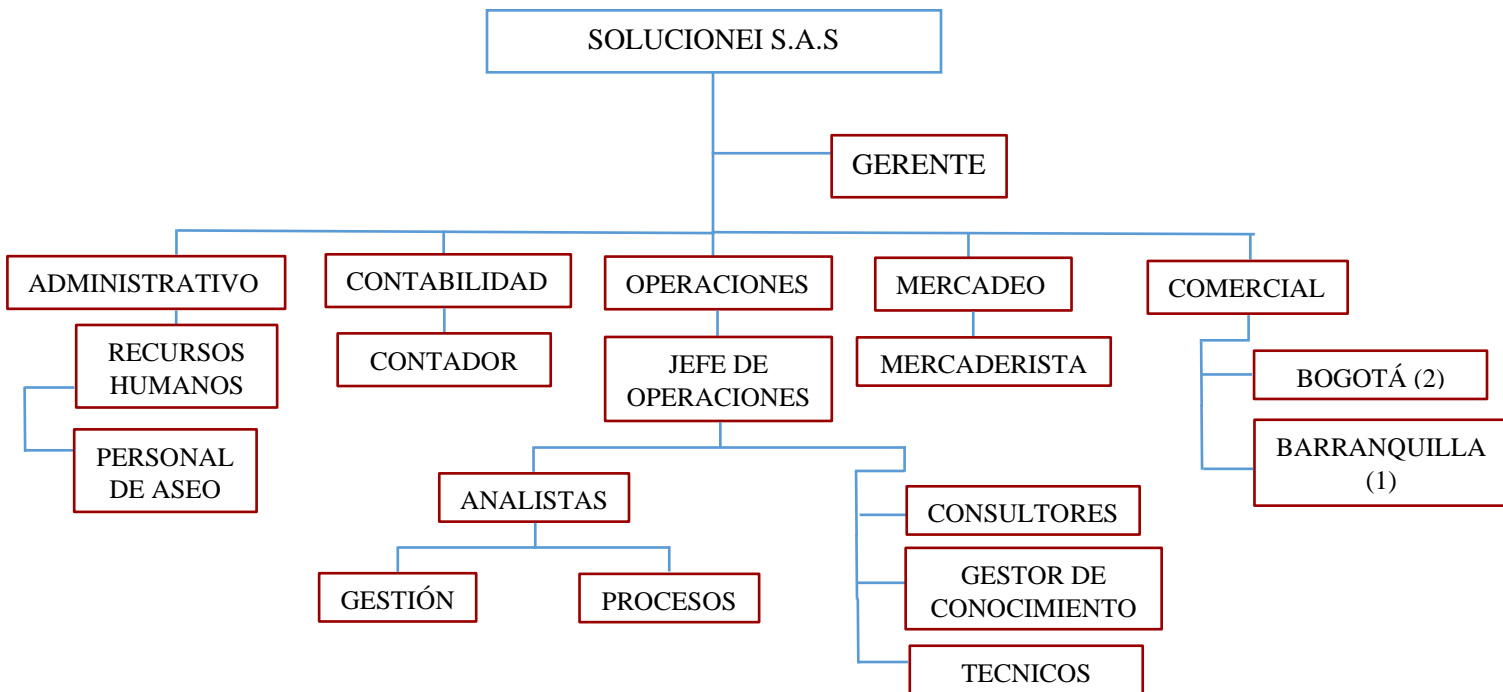 SOLUCIONEI S.A.S
GERENTE
ADMINISTRATIVO
CONTABILIDAD
OPERACIONES
MERCADEO
COMERCIAL
RECURSOS
HUMANOS
CONTADOR
JEFE DE
OPERACIONES
MERCADERISTA
BOGOTÁ (2)
PERSONAL
DE ASEO
BARRANQUILLA
(1)
ANALISTAS
CONSULTORES
GESTIÓN
PROCESOS
GESTOR DE
CONOCIMIENTO
TECNICOS